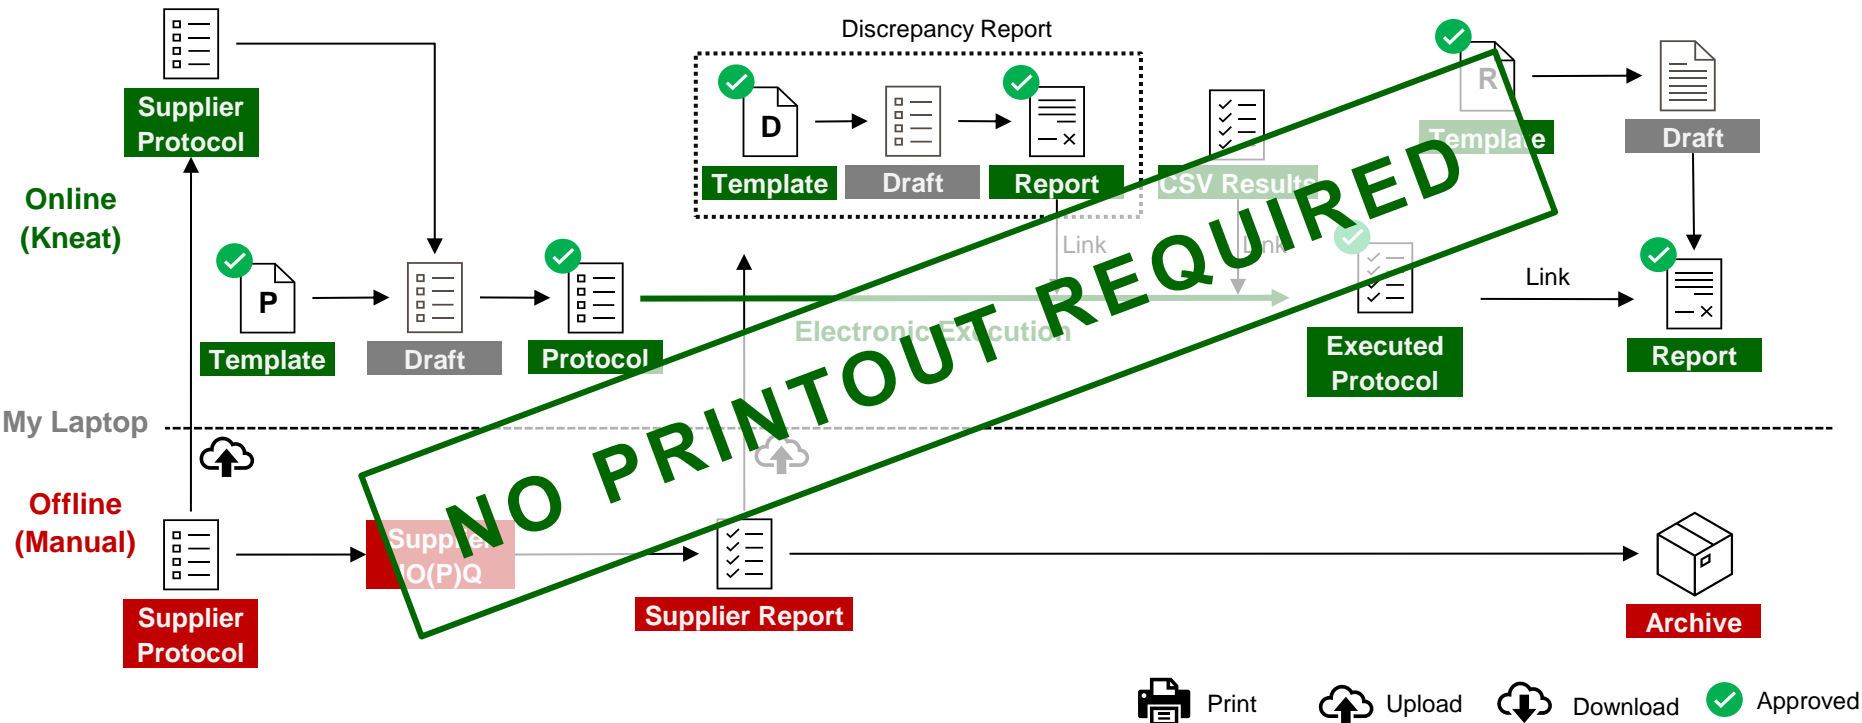 Discrepancy Report
R
Supplier
Protocol
D
Template
Draft
Report
CSV Results
Template
Draft
Online
(Kneat)
Link
Link
P
Template
Draft
Protocol
Electronic Execution
Executed
Protocol
Link
Report
NO PRINTOUT REQUIRED
My Laptop
Offline
(Manual)
Supplier
IO(P)Q
Supplier
Protocol
Supplier Report
Archive
Print
Upload
Download
Approved